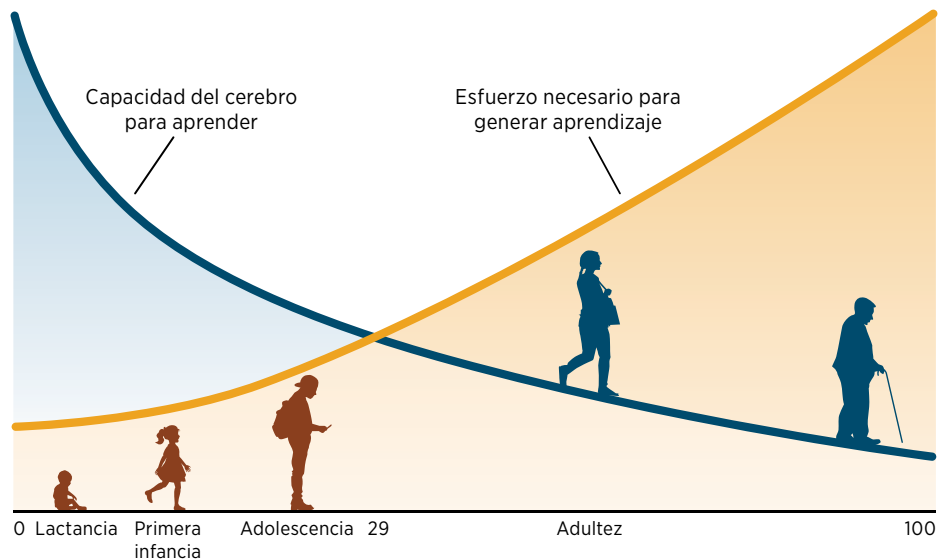 Capacidad del cerebro
para aprender
Esfuerzo necesario para
generar aprendizaje
0 Lactancia Primera Adolescencia 29 Adultez 100
infancia